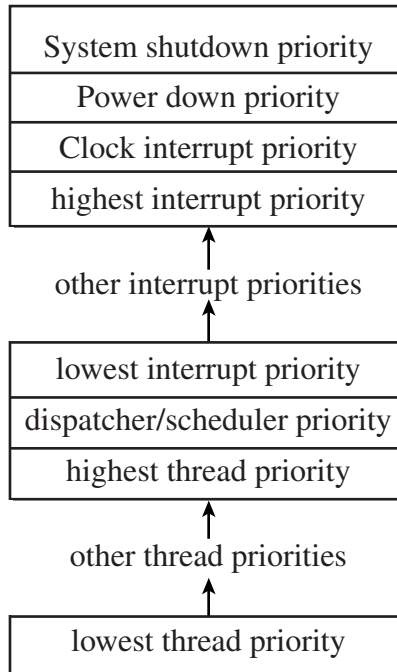 System shutdown priority
Power down priority
Clock interrupt priority
highest interrupt priority
other interrupt priorities
lowest interrupt priority
dispatcher/scheduler priority
highest thread priority
other thread priorities
lowest thread priority